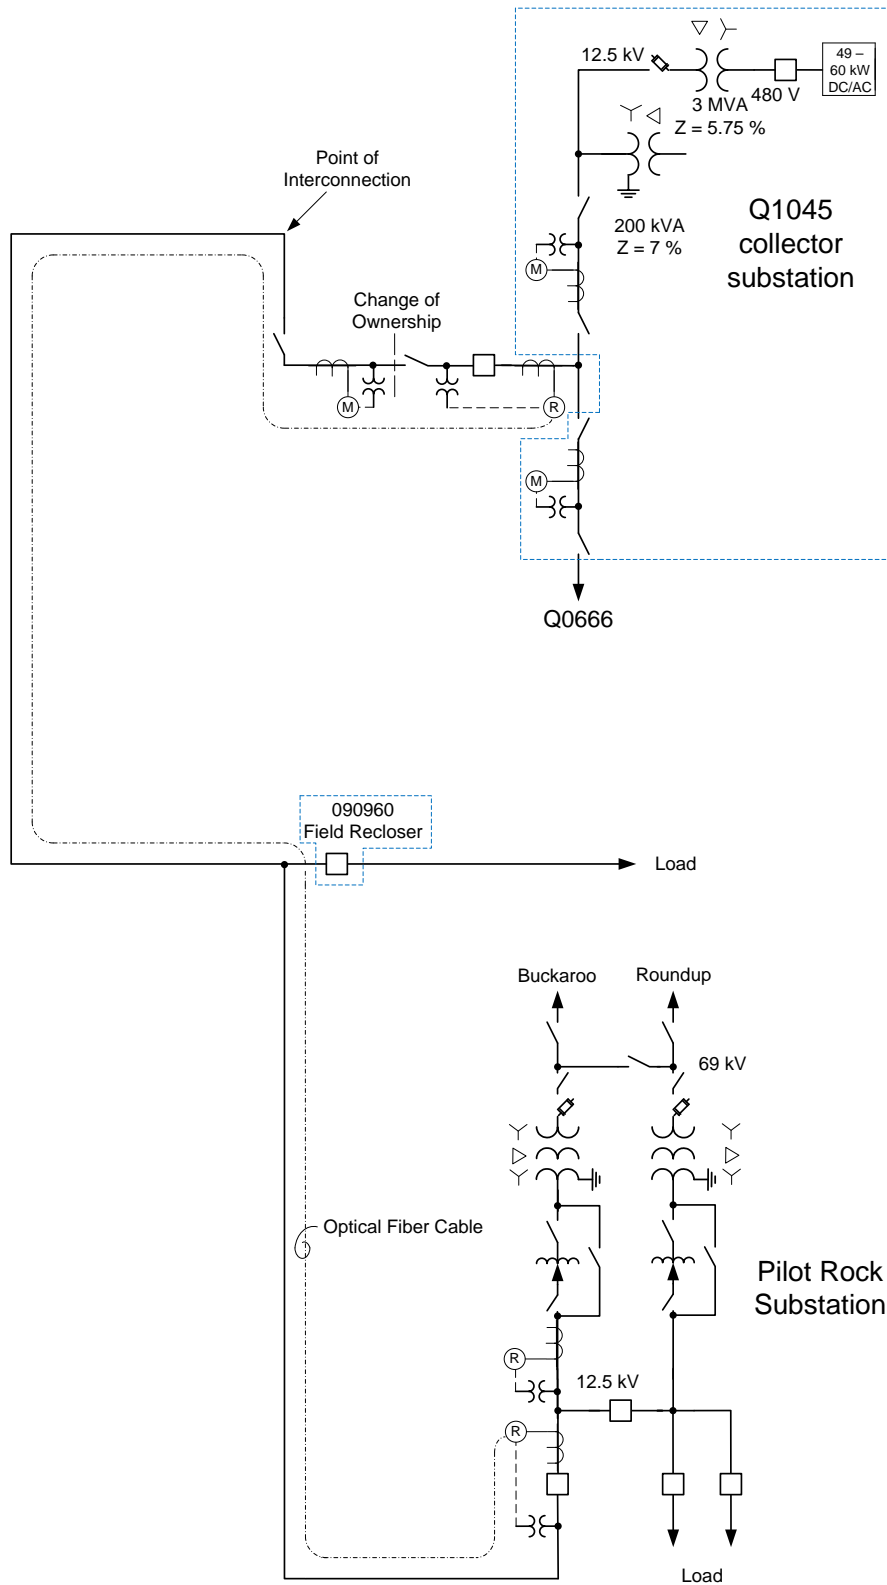 12.5 kV
49 –
60 kW
DC/AC
3 MVA
480 V
Z = 5.75 %
Point of
Interconnection
Q1045
collector
substation
200 kVA
Z = 7 %
M
Change of
Ownership
M
R
M
Q0666
090960
Field Recloser
Load
Buckaroo
Roundup
69 kV
Optical Fiber Cable
Pilot Rock
Substation
R
12.5 kV
R
Load